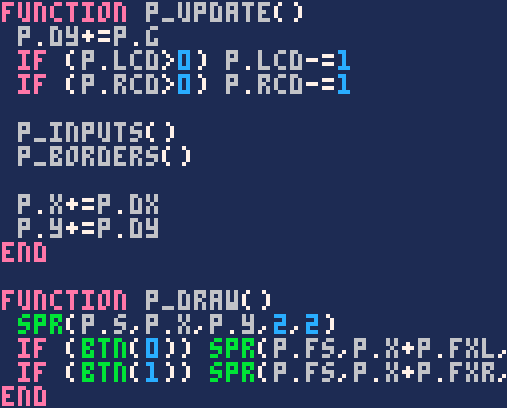 FUNCTION P_UPDATE()
P.DY+=P.G
IF (P.LCD>0) P.LCD-=1
IF (P.RCD>0) P.RCD-=1
P_INPUTS()
P_BORDERS()
P.X+=P.DX
P.Y+=P.DY
END
FUNCTION P_DRAW()
SPR(P.S,P.X,P.Y,2,2)
IF (BTN(0)) SPR(P.FS,P.X+P.FXL,
IF (BTN(1)) SPR(P.FS,P.X+P.FXR,
END